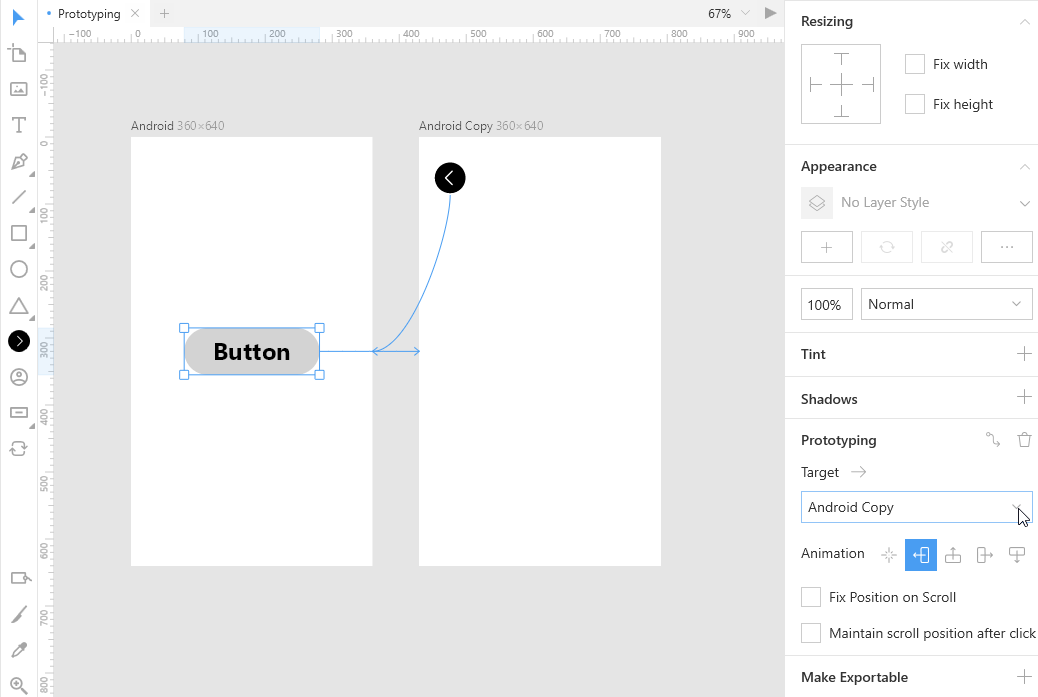 Prototyping
67%
−100 0 100 200 300 400 500 600 700 800 900
−100
0
100
200
300
400
500
600
700
800
Android 360×640
Android Copy 360×640
Button
Resizing
Fix width
Fix height
Appearance
No Layer Style
100% Normal
Tint
Shadows
Prototyping
Target
Android Copy
Animation
Fix Position on Scroll
Maintain scroll position after click
Make Exportable